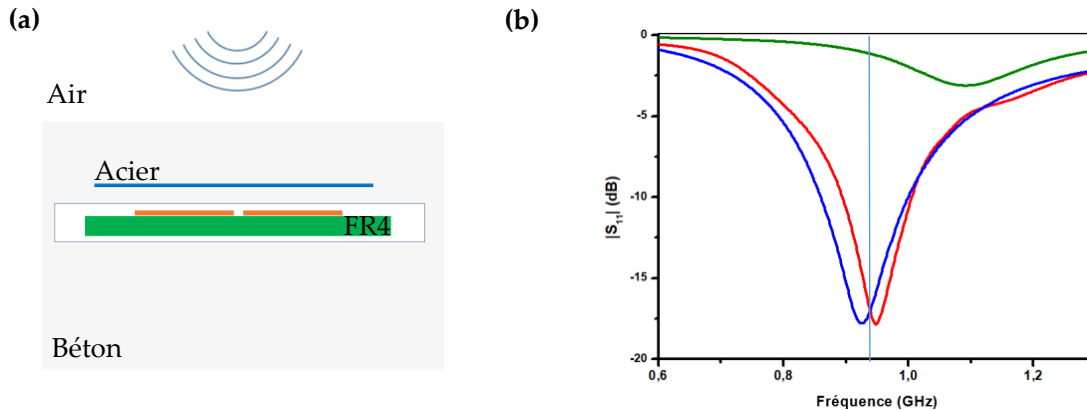 (a)
Air
Acier
FR4
Béton
(b)
0
-5
-10
-15
-20
|S11| (dB)
0,6
0,8
1,0
1,2
Fréquence (GHz)